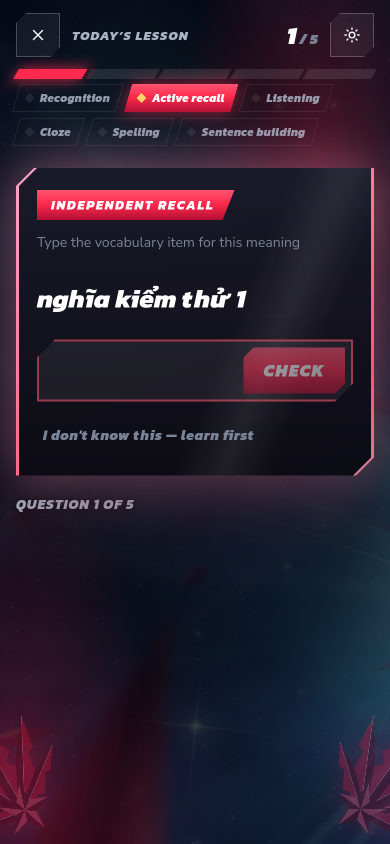 TODAY'S LESSON
1 / 5
Recognition
Active recall
Listening
Cloze
Spelling
Sentence building
INDEPENDENT RECALL
Type the vocabulary item for this meaning
nghĩa kiểm thử 1
CHECK
I don't know this — learn first
QUESTION 1 OF 5